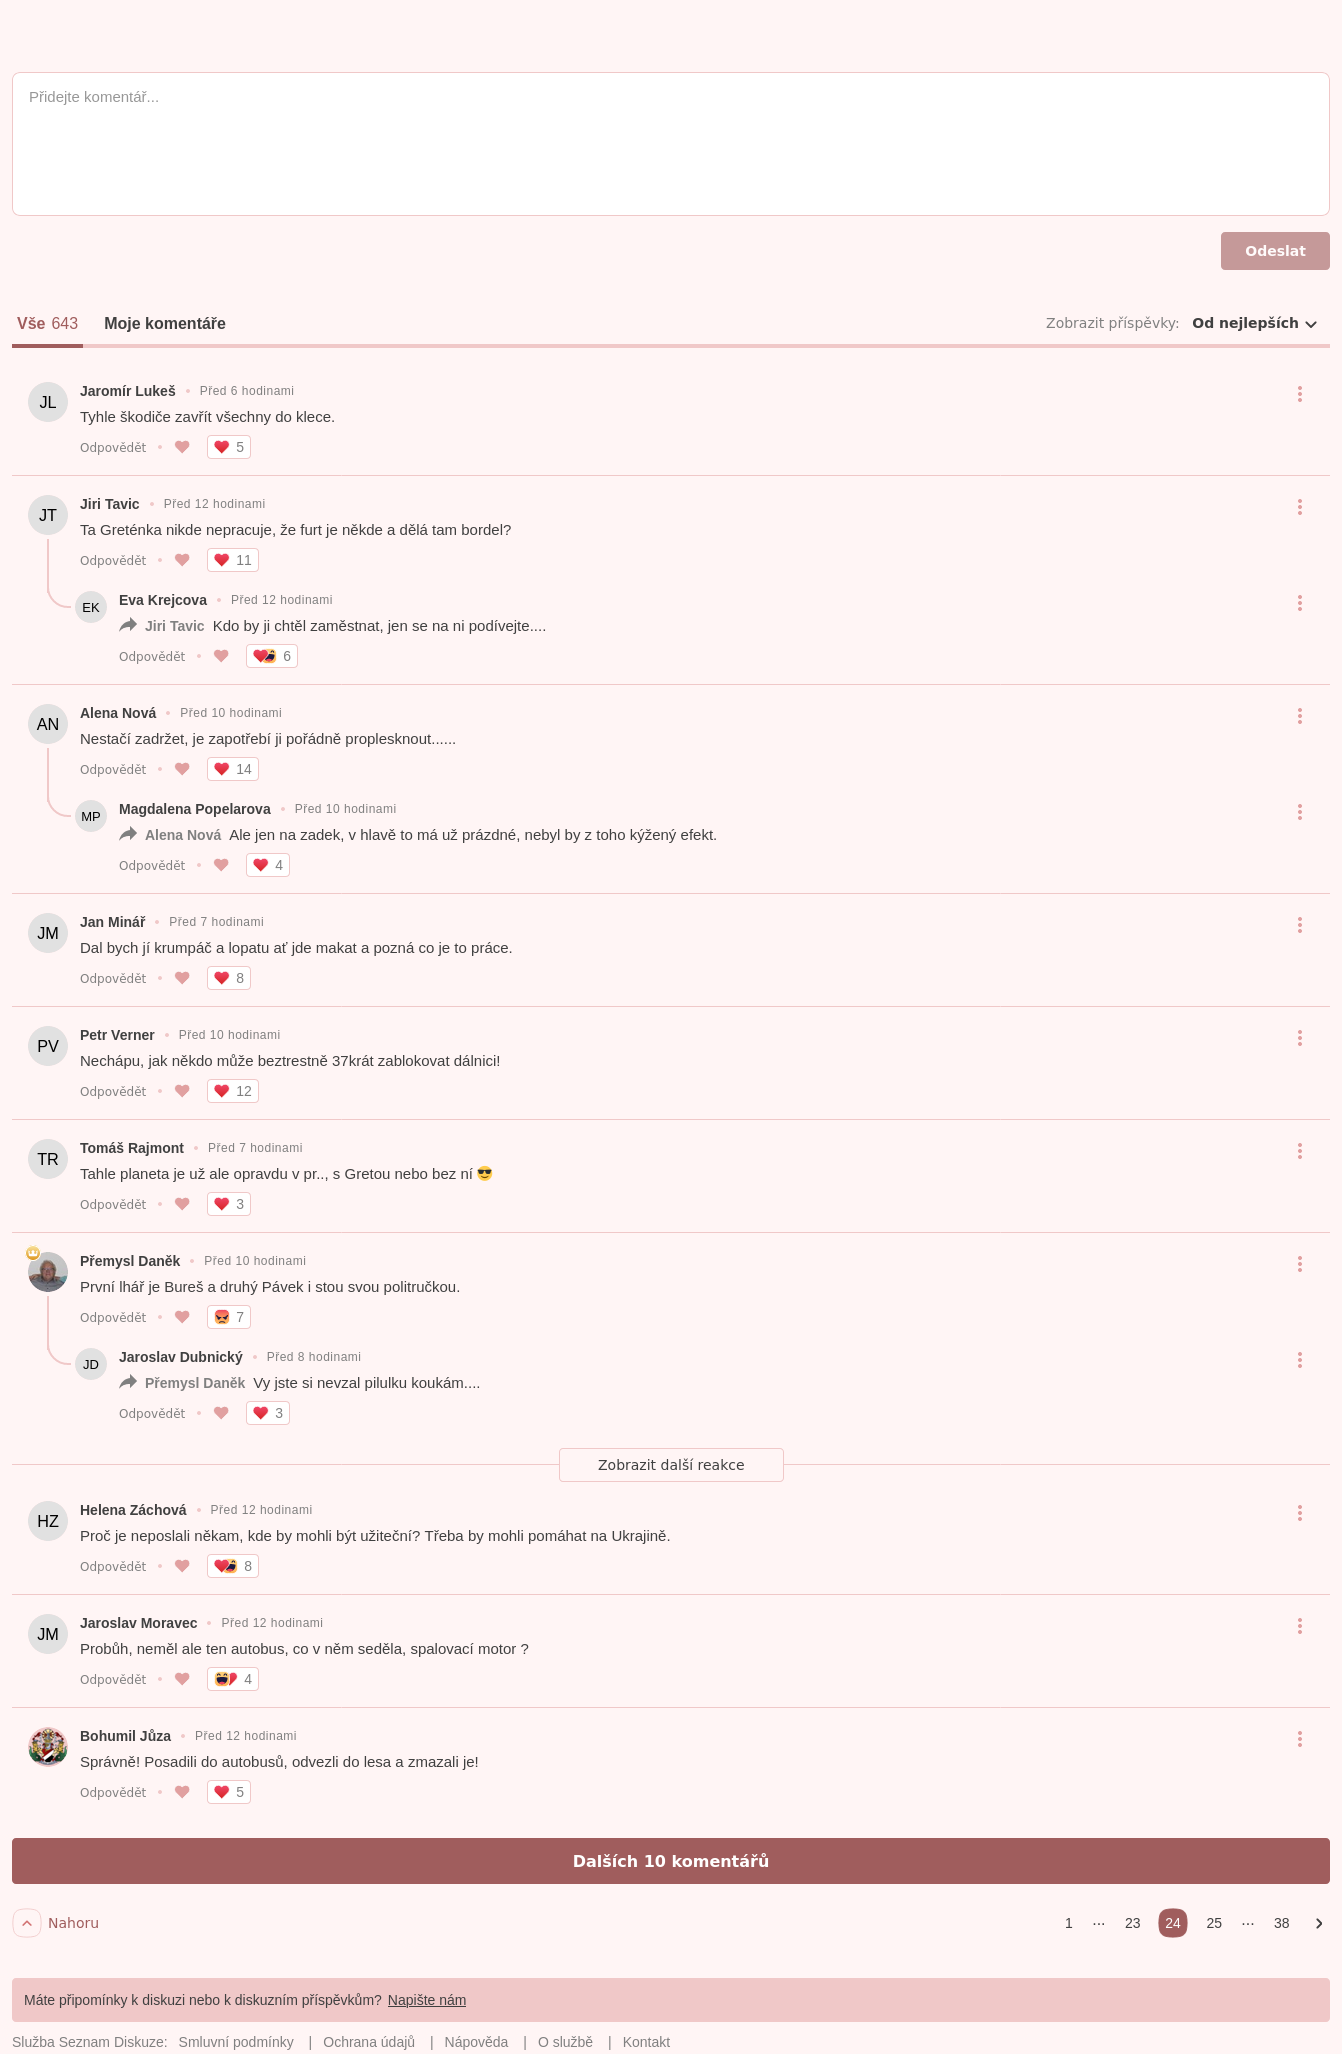 Přidejte komentář...
Odeslat
Vše 643 Moje komentáře Zobrazit příspěvky: Od nejlepších
JL Jaromír Lukeš • Před 6 hodinami
Tyhle škodiče zavřít všechny do klece.
Odpovědět • 5
JT Jiri Tavic • Před 12 hodinami
Ta Greténka nikde nepracuje, že furt je někde a dělá tam bordel?
Odpovědět • 11
EK Eva Krejcova • Před 12 hodinami
Jiri Tavic Kdo by ji chtěl zaměstnat, jen se na ni podívejte....
Odpovědět • 6
AN Alena Nová • Před 10 hodinami
Nestačí zadržet, je zapotřebí ji pořádně proplesknout......
Odpovědět • 14
MP Magdalena Popelarova • Před 10 hodinami
Alena Nová Ale jen na zadek, v hlavě to má už prázdné, nebyl by z toho kýžený efekt.
Odpovědět • 4
JM Jan Minář • Před 7 hodinami
Dal bych jí krumpáč a lopatu ať jde makat a pozná co je to práce.
Odpovědět • 8
PV Petr Verner • Před 10 hodinami
Nechápu, jak někdo může beztrestně 37krát zablokovat dálnici!
Odpovědět • 12
TR Tomáš Rajmont • Před 7 hodinami
Tahle planeta je už ale opravdu v pr.., s Gretou nebo bez ní 😎
Odpovědět • 3
Přemysl Daněk • Před 10 hodinami
První lhář je Bureš a druhý Pávek i stou svou politručkou.
Odpovědět • 7
JD Jaroslav Dubnický • Před 8 hodinami
Přemysl Daněk Vy jste si nevzal pilulku koukám....
Odpovědět • 3
Zobrazit další reakce
HZ Helena Záchová • Před 12 hodinami
Proč je neposlali někam, kde by mohli být užiteční? Třeba by mohli pomáhat na Ukrajině.
Odpovědět • 8
JM Jaroslav Moravec • Před 12 hodinami
Probůh, neměl ale ten autobus, co v něm seděla, spalovací motor ?
Odpovědět • 4
Bohumil Jůza • Před 12 hodinami
Správně! Posadili do autobusů, odvezli do lesa a zmazali je!
Odpovědět • 5
Dalších 10 komentářů
Nahoru 1 ··· 23 24 25 ··· 38
Máte připomínky k diskuzi nebo k diskuzním příspěvkům? Napište nám
Služba Seznam Diskuze: Smluvní podmínky | Ochrana údajů | Nápověda | O službě | Kontakt